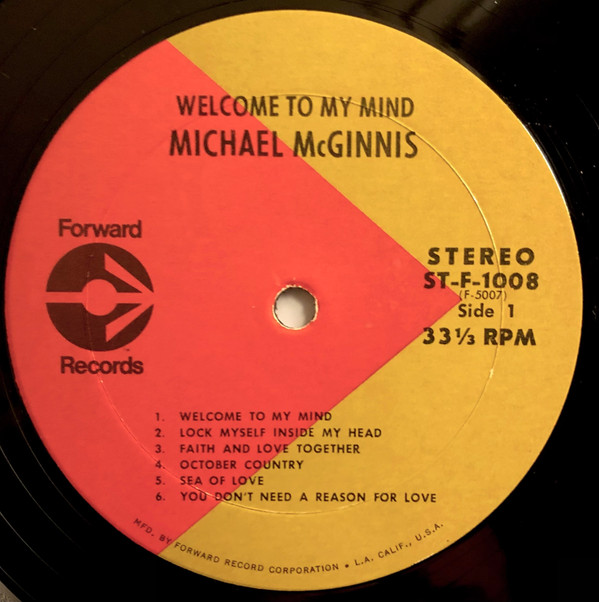 WELCOME TO MY MIND
MICHAEL McGINNIS
Forward
Records
STEREO
ST-F-1008
(F-5007)
Side 1
33⅓ RPM
1. WELCOME TO MY MIND
2. LOCK MYSELF INSIDE MY HEAD
3. FAITH AND LOVE TOGETHER
4. OCTOBER COUNTRY
5. SEA OF LOVE
6. YOU DON'T NEED A REASON FOR LOVE
MFD. BY FORWARD RECORD CORPORATION • L.A. CALIF., U.S.A.